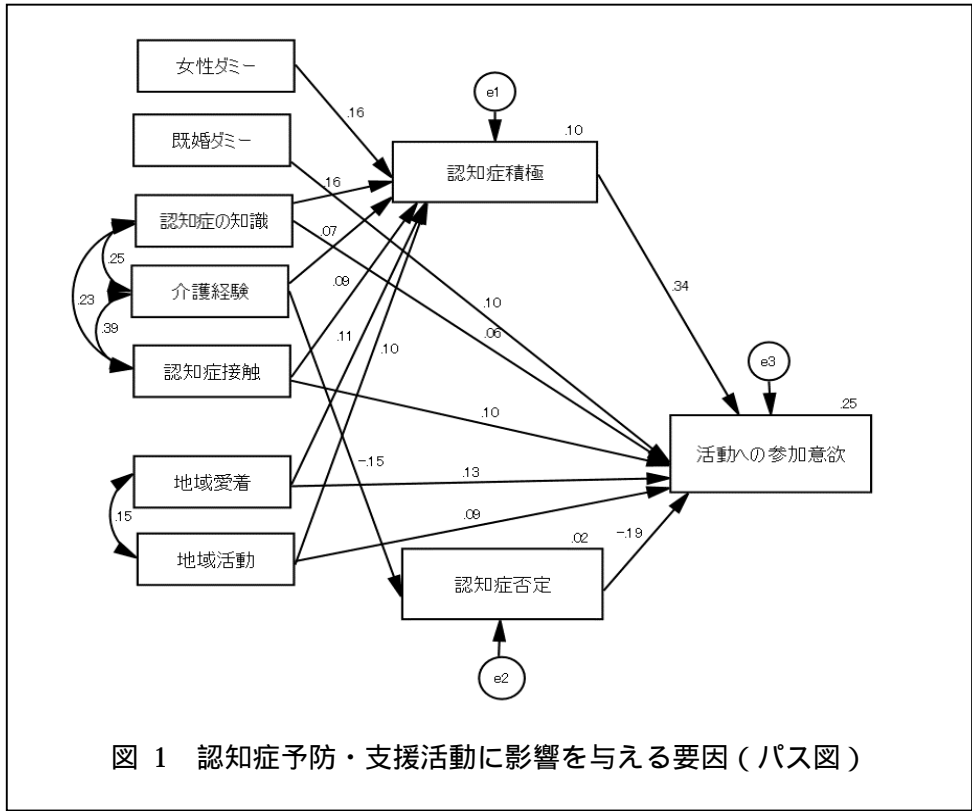 女性ダミー
.16
e1
.10
既婚ダミー
認知症積極
.16
認知症の知識
.07
.25
介護経験
.09
.23
.34
.10
.39
.11
.06
.10
認知症接触
e3
.10
.25
活動への参加意欲
-.15
地域愛着
.13
.15
.09
地域活動
.02
-.19
認知症否定
e2
図 1 認知症予防・支援活動に影響を与える要因（パス図）